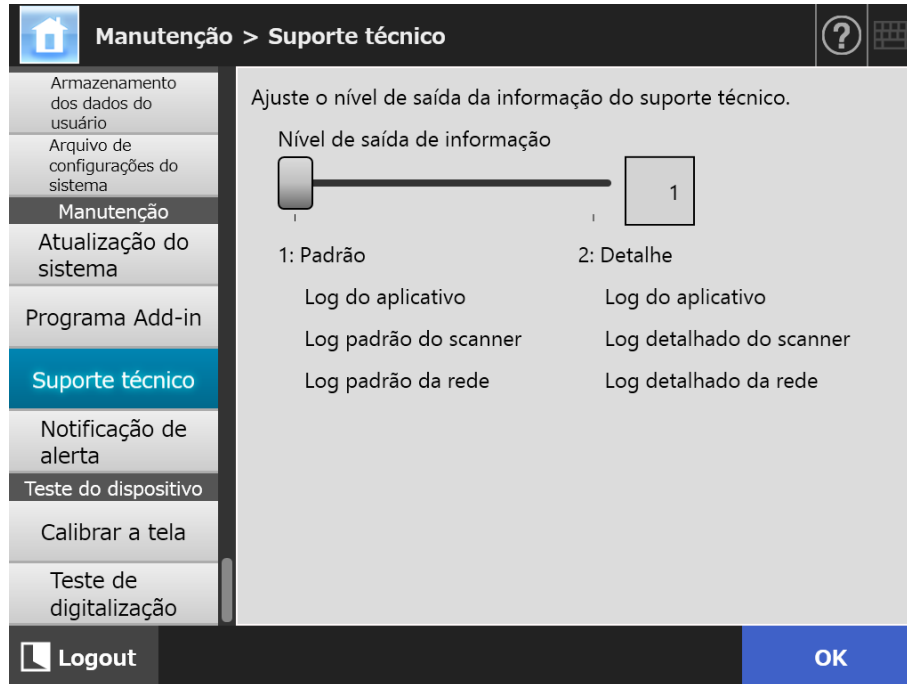 Manutenção > Suporte técnico
?
Armazenamento
dos dados do
usuário
Arquivo de
configurações do
sistema
Manutenção
Atualização do
sistema
Programa Add-in
Suporte técnico
Notificação de
alerta
Teste do dispositivo
Calibrar a tela
Teste de
digitalização
Ajuste o nível de saída da informação do suporte técnico.
Nível de saída de informação
1
1: Padrão
Log do aplicativo
Log padrão do scanner
Log padrão da rede
2: Detalhe
Log do aplicativo
Log detalhado do scanner
Log detalhado da rede
Logout
OK